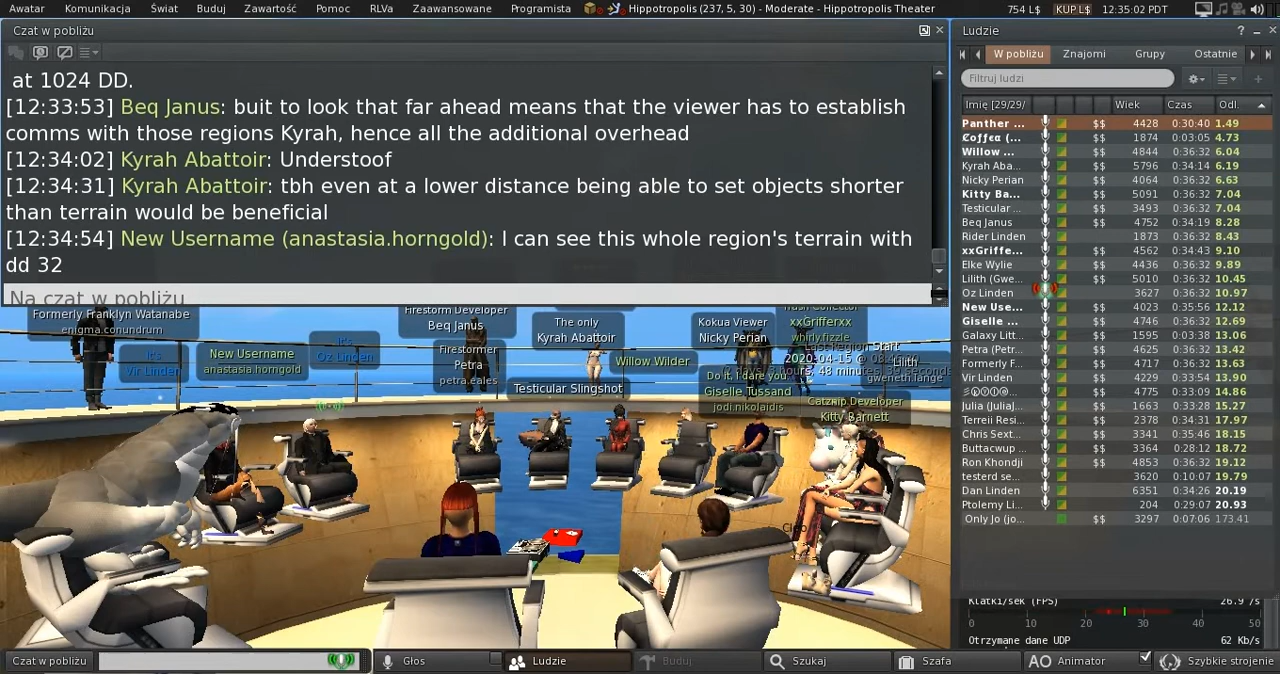 Awatar Komunikacja Świat Buduj Zawartość Pomoc RLVa Zaawansowane Programista Hippotropolis (237, 5, 30) - Moderate - Hippotropolis Theater 754 L$ KUP L$ 12:35:02 PDT
Czat w pobliżu
at 1024 DD.
[12:33:53] Beq Janus: buit to look that far ahead means that the viewer has to establish
comms with those regions Kyrah, hence all the additional overhead
[12:34:02] Kyrah Abattoir: Understoof
[12:34:31] Kyrah Abattoir: tbh even at a lower distance being able to set objects shorter
than terrain would be beneficial
[12:34:54] New Username (anastasia.horngold): I can see this whole region's terrain with
dd 32
Na czat w pobliżu
Formerly Franklyn Watanabe
enigma.conundrum
It's
Vir Linden
New Username
anastasia.horngold
It's
Oz Linden
Firestorm Developer
Beq Janus
Firestormer
Petra
petra.eales
The only
Kyrah Abattoir
Testicular Slingshot
Willow Wilder
Kokua Viewer
Nicky Perian
xxGrifferxx
whirly.fizzle
Last Region Start
Do it, I dare you
Giselle Tussand
jodi.nikolaidis
gweneth.lange
Catznip Developer
Kitty Barnett
Ludzie
W pobliżu Znajomi Grupy Ostatnie
Filtruj ludzi
Imię [29/29/ Wiek Czas Odl.
Panther ... $$ 4428 0:30:40 1.49
Coffee (... $$ 1874 0:03:05 4.73
Willow ... $$ 4844 0:36:32 6.04
Kyrah Aba... $$ 5796 0:34:14 6.19
Nicky Perian $$ 4064 0:36:32 6.63
Kitty Ba... $$ 5091 0:36:32 7.04
Testicular ... $$ 3493 0:36:32 7.04
Beq Janus $$ 4752 0:34:19 8.28
Rider Linden 1873 0:36:32 8.43
xxGriffe... $$ 4562 0:34:43 9.10
Elke Wylie $$ 4436 0:36:32 9.89
Lilith (Gwe... $$ 5010 0:36:32 10.45
Oz Linden 3627 0:36:32 10.97
New Use... $$ 4023 0:35:56 12.12
Giselle ... $$ 4746 0:36:32 12.69
Galaxy Litt... $$ 1595 0:03:38 13.06
Petra (Petr... $$ 4625 0:36:32 13.42
Formerly F... $$ 4717 0:36:32 13.63
Vir Linden $$ 4229 0:33:54 13.90
$$ 4775 0:33:09 14.86
Julia (JuliaJ... $$ 1663 0:33:28 15.27
Terreii Resi... $$ 2378 0:34:31 17.97
Chris Sext... $$ 3341 0:35:46 18.15
Buttacwup ... $$ 3364 0:28:12 18.72
Ron Khondji $$ 4853 0:36:32 19.12
testerd se... 3620 0:10:07 19.79
Dan Linden 6351 0:34:26 20.19
Ptolemy Li... 204 0:29:07 20.93
Only Jo (jo... $$ 3297 0:07:06 173.41
Klatki/sek (FPS) 26.9 /s
0 10 20 30 40 50
Otrzymane dane UDP 62 Kb/s
Czat w pobliżu Głos Ludzie Buduj Szukaj Szafa AO Animator Szybkie strojenie